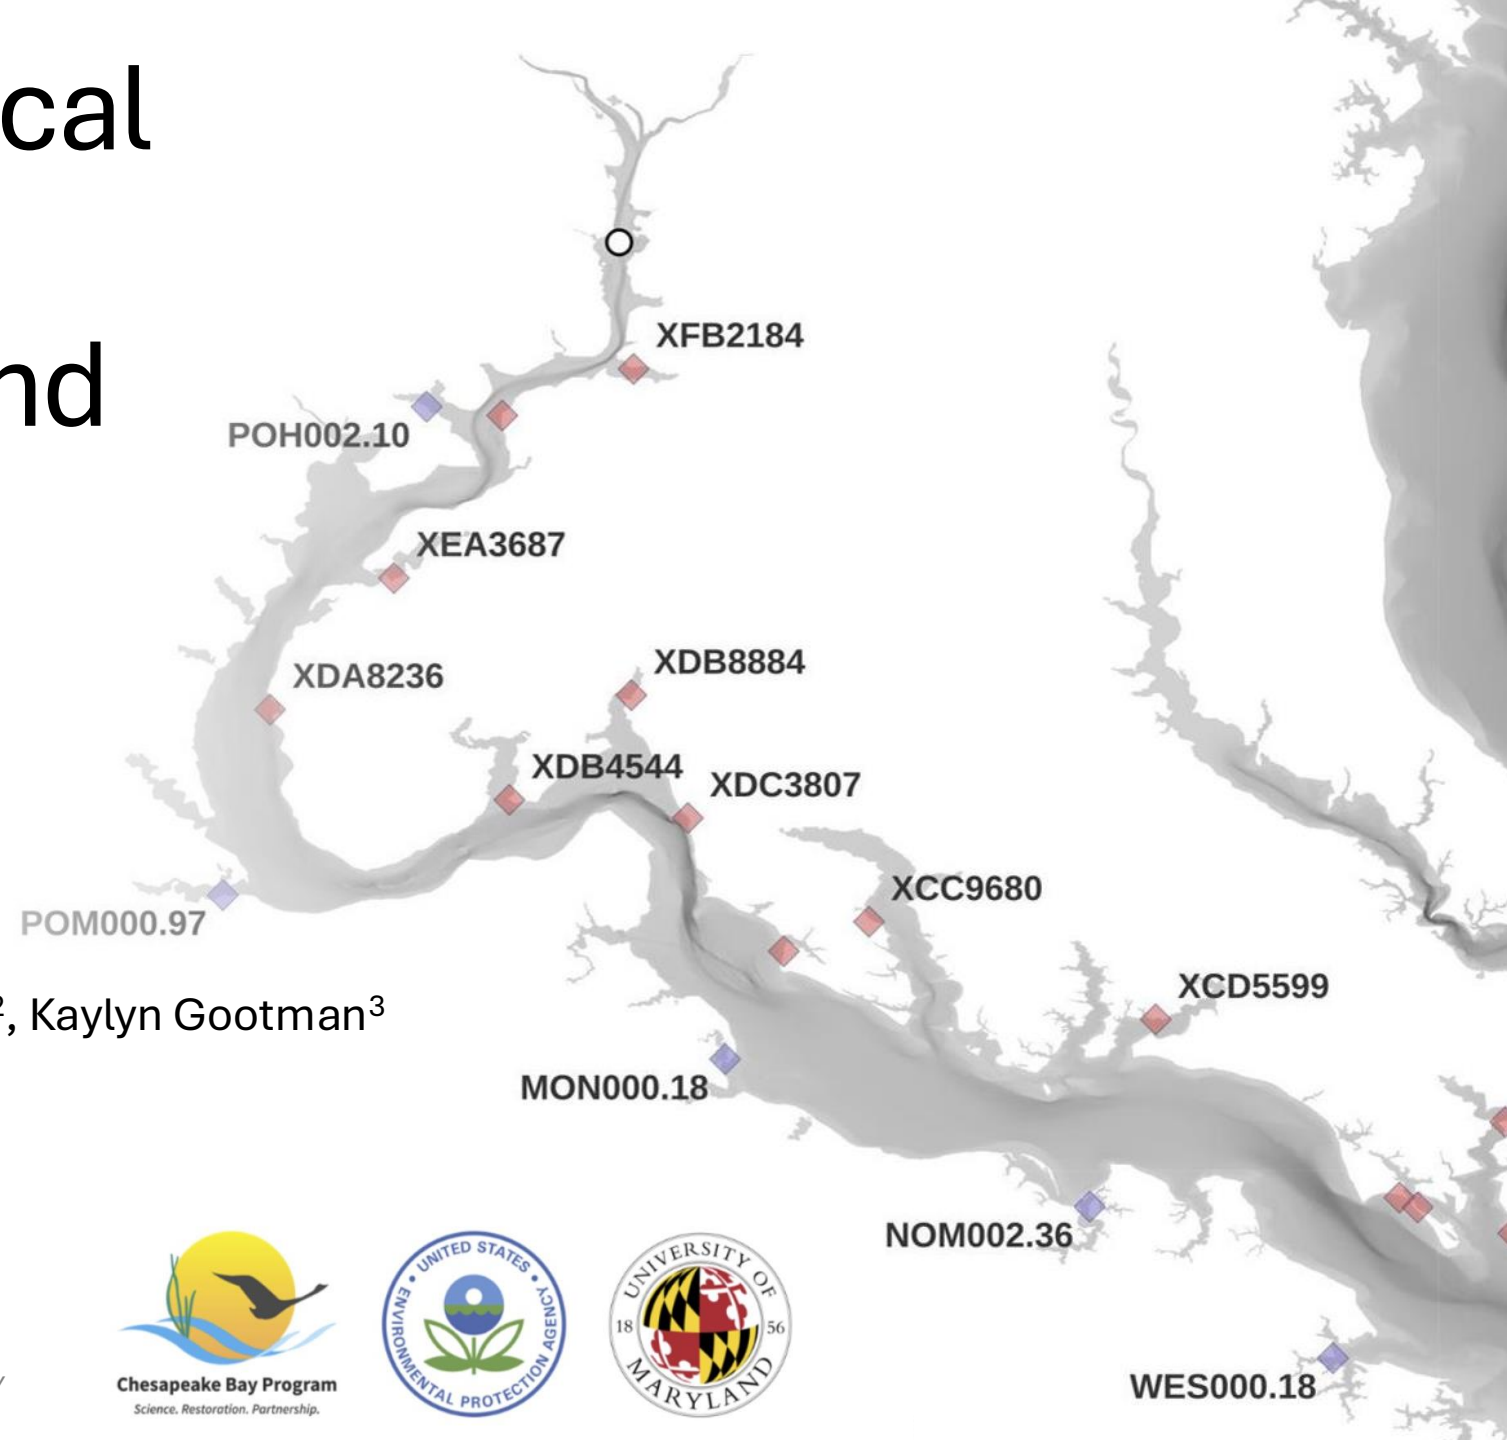 cal
nd
XFB2184
POH002.10
XEA3687
XDB8884
XDA8236
XDB4544
XDC3807
XCC9680
POM000.97
XCD5599
², Kaylyn Gootman³
MON000.18
NOM002.36
UNITED STATES
ENVIRONMENTAL PROTECTION AGENCY
UNIVERSITY OF
18 56
MARYLAND
Chesapeake Bay Program
Science. Restoration. Partnership.
WES000.18